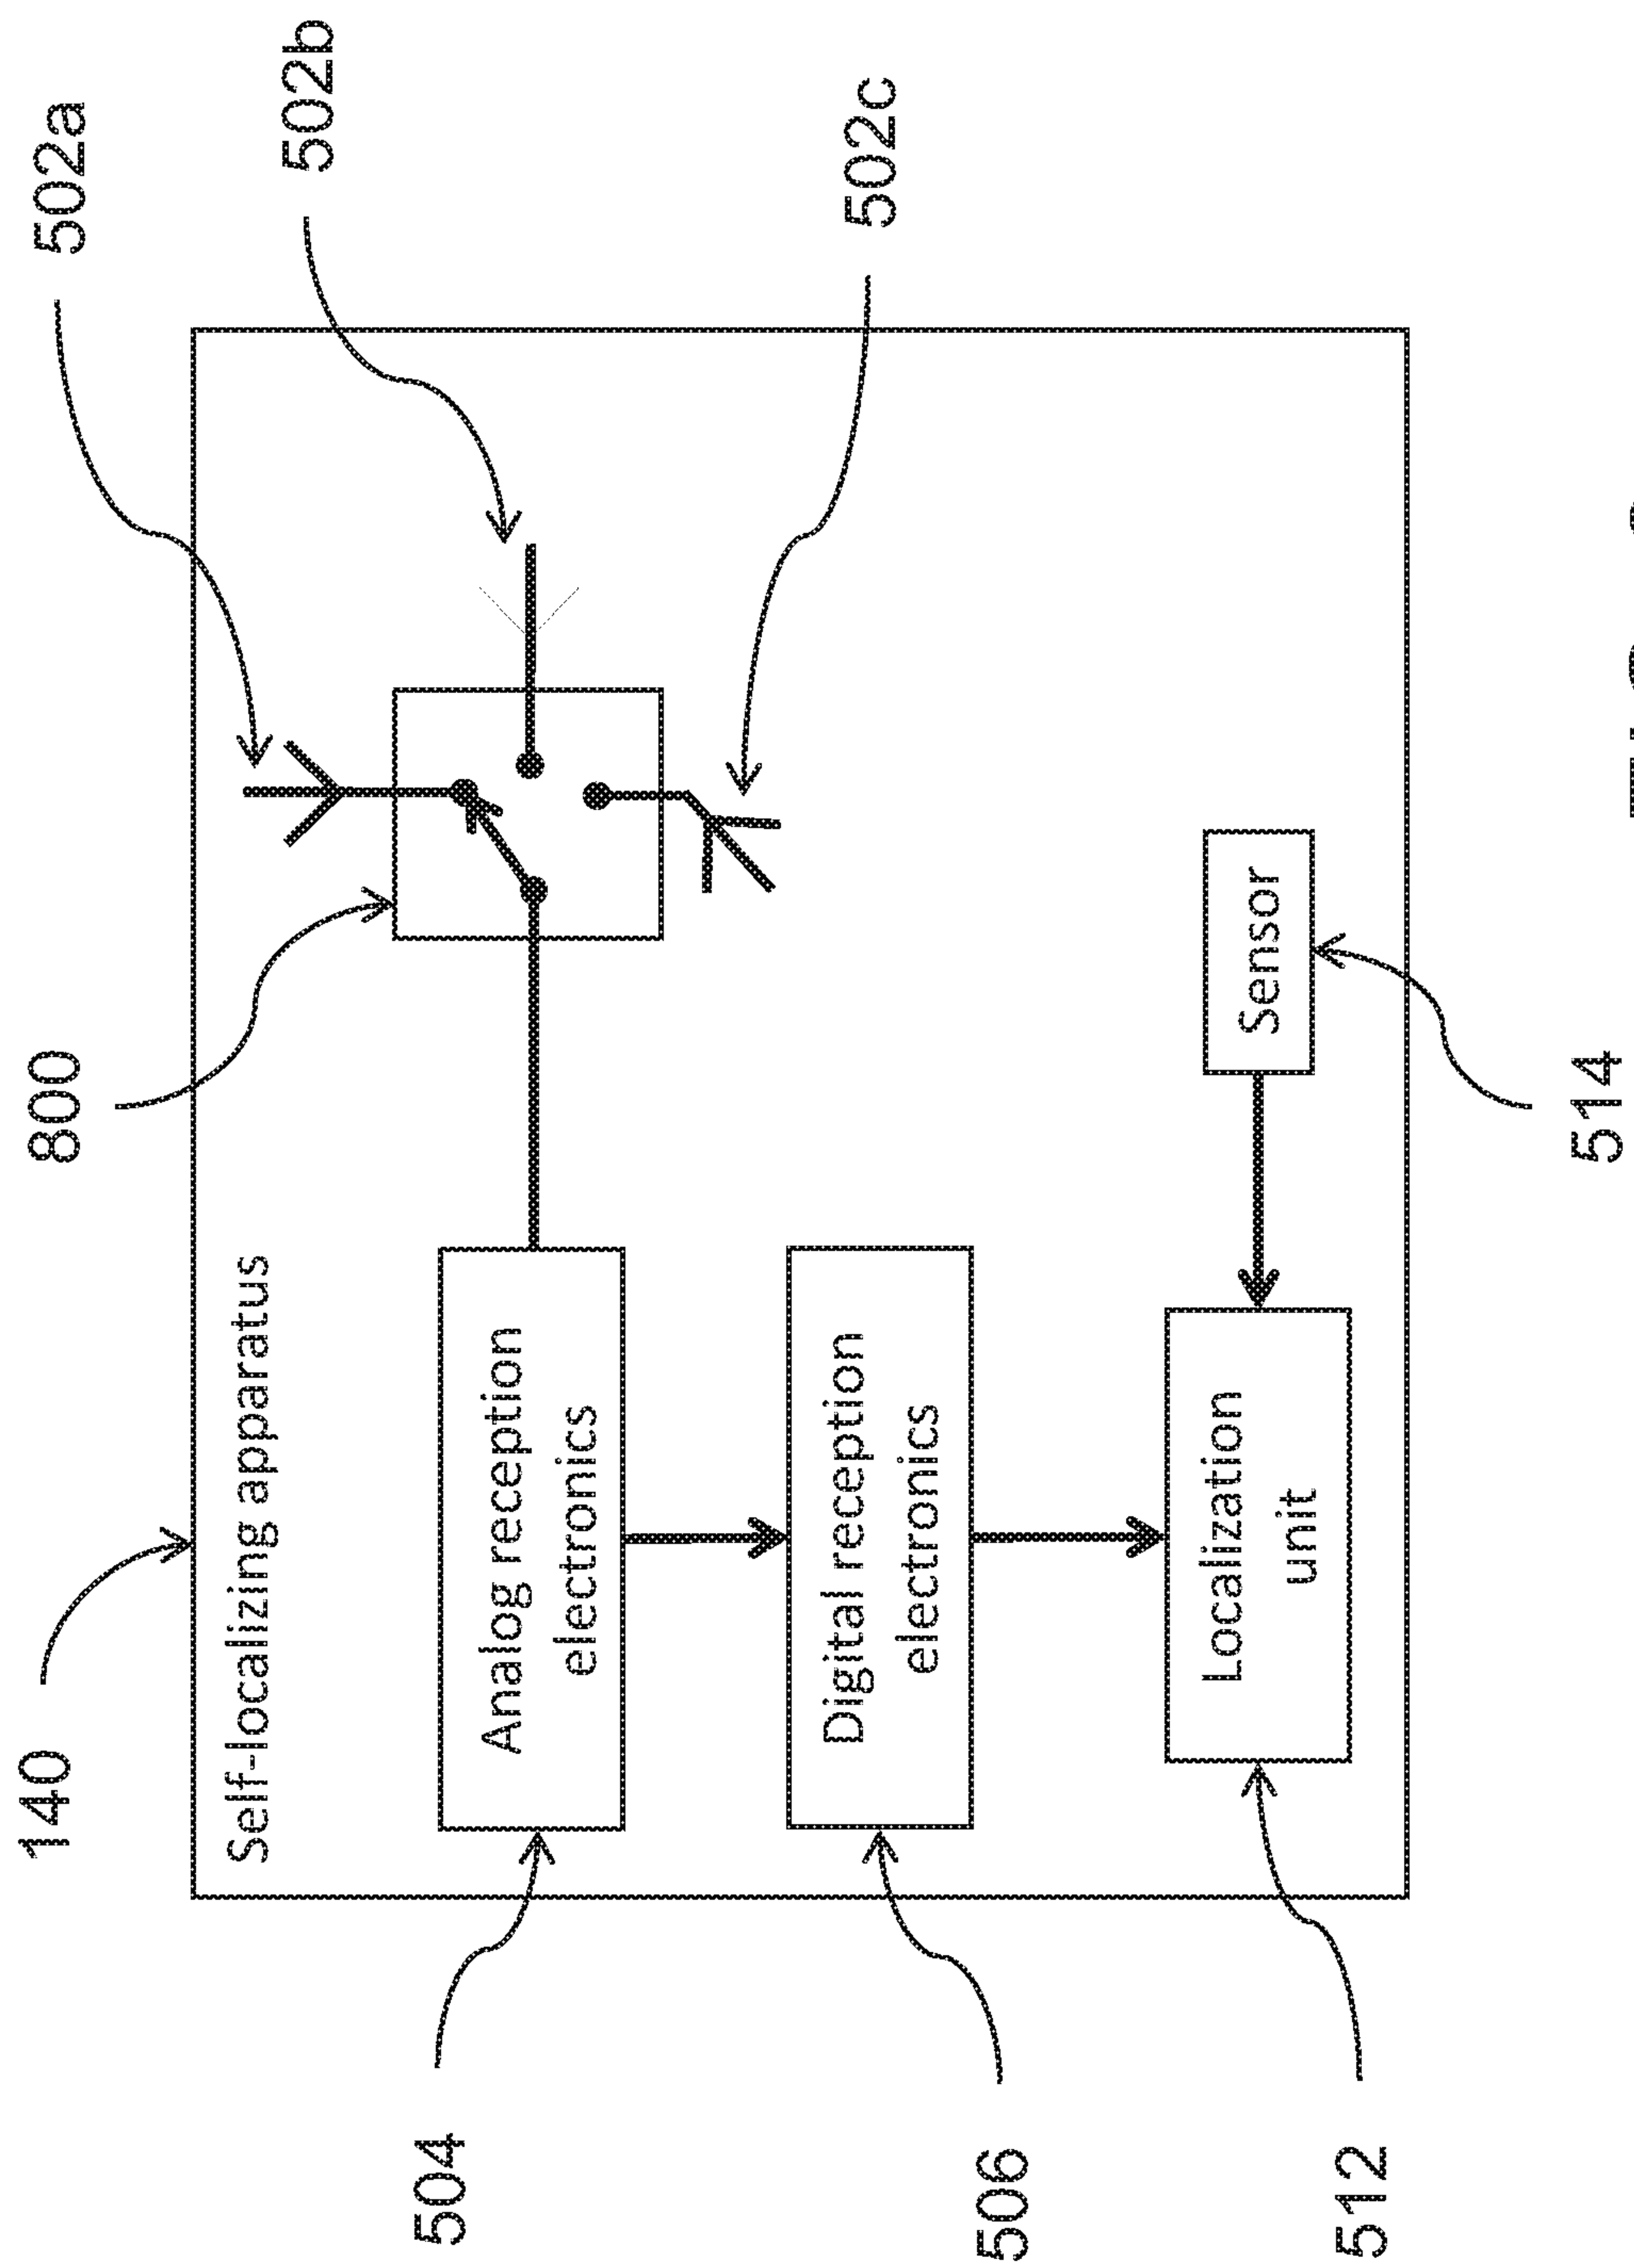 140
800
502a
Self-localizing apparatus
502b
504
Analog reception
electronics
502c
Digital reception
electronics
506
Localization
unit
Sensor
512
514